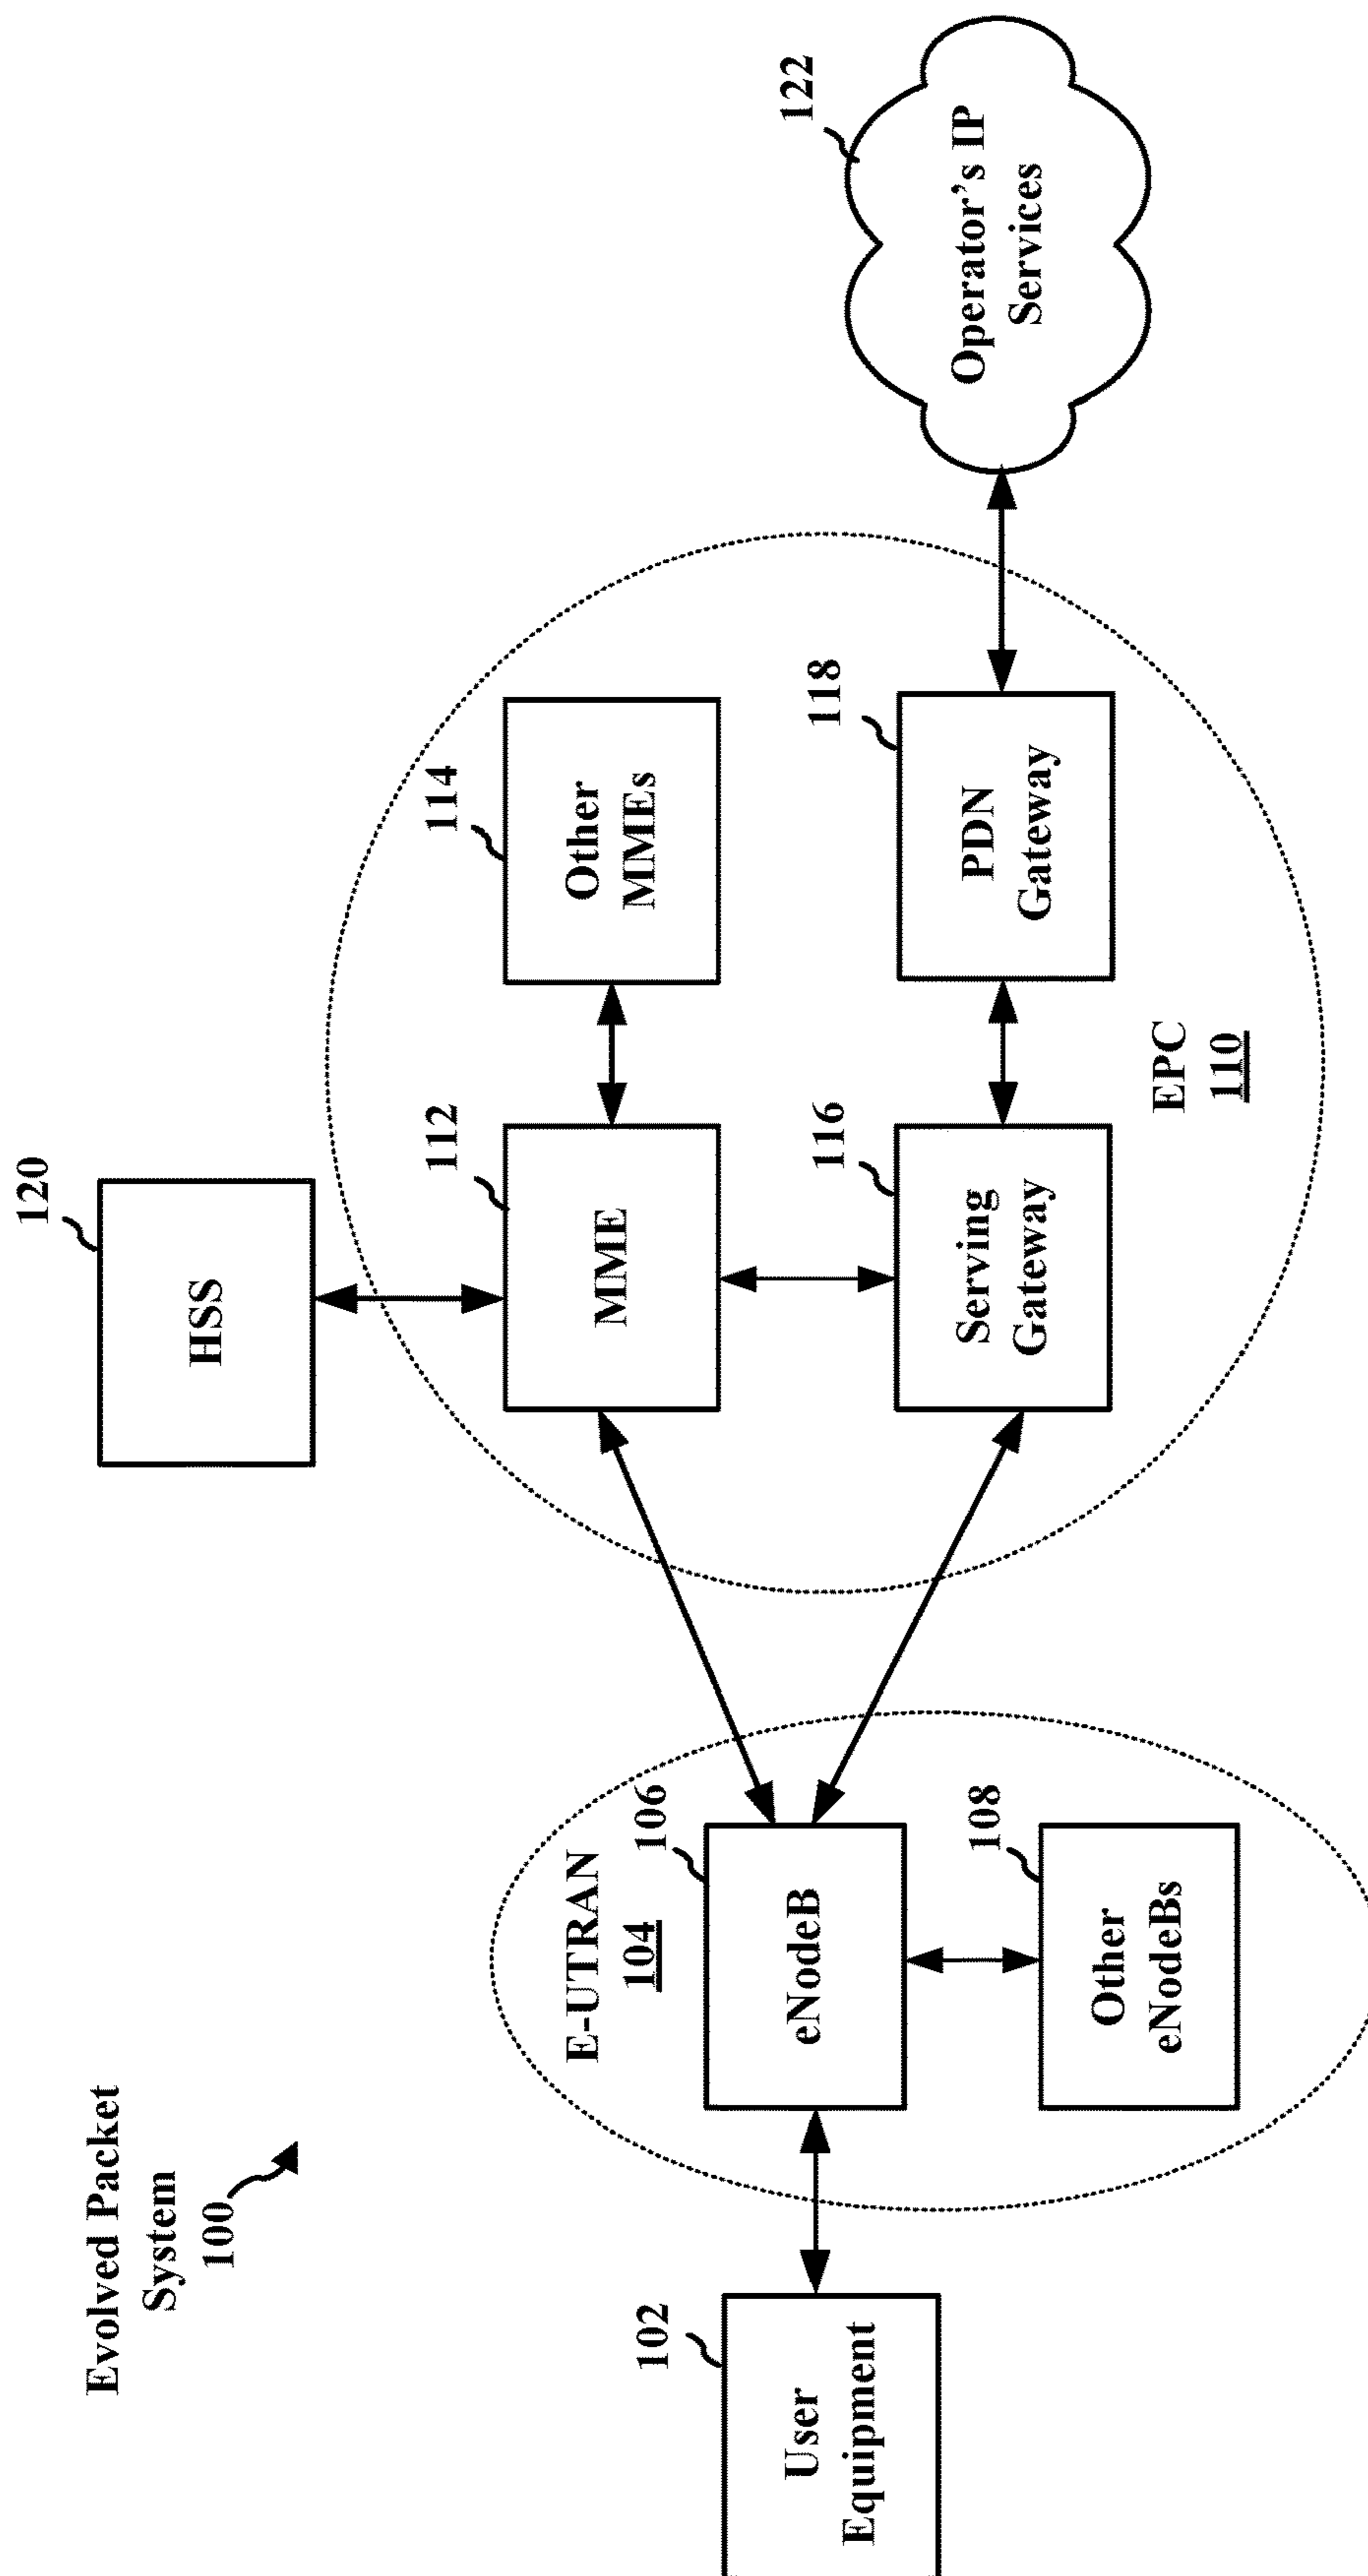 Evolved Packet
System
100
120
HSS
112
MME
114
Other
MMEs
E-UTRAN
104
106
eNodeB
102
User
Equipment
108
Other
eNodeBs
116
Serving
Gateway
118
PDN
Gateway
EPC
110
122
Operator's IP
Services